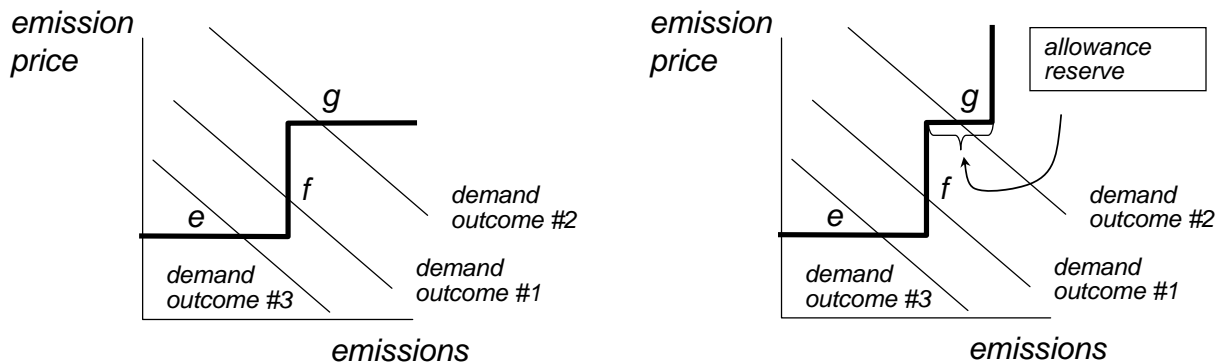 emission
price
g
f
e
demand
outcome #2
demand
outcome #1
demand
outcome #3
emissions
emission
price
allowance
reserve
g
f
e
demand
outcome #2
demand
outcome #1
demand
outcome #3
emissions